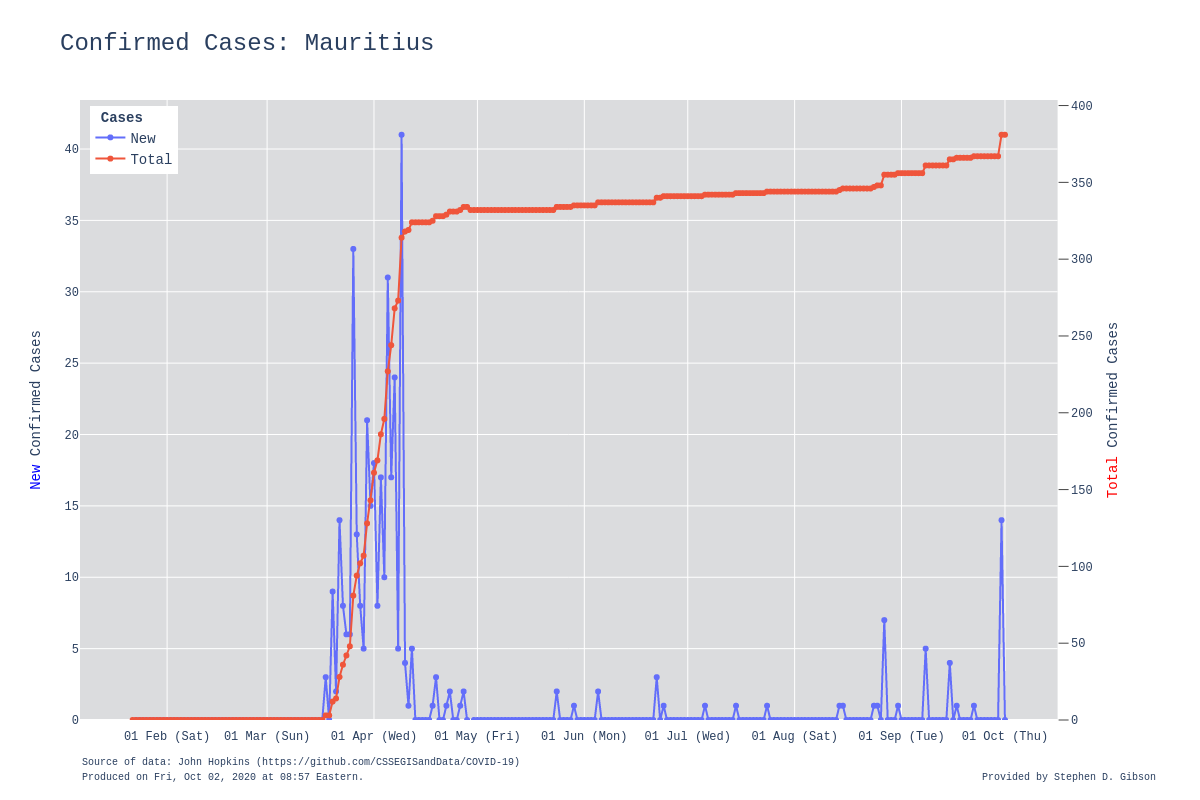 Confirmed Cases: Mauritius
Cases
New
Total
40
35
30
25
20
15
10
5
0
New Confirmed Cases
400
350
300
250
200
150
100
50
0
Total Confirmed Cases
01 Feb (Sat) 01 Mar (Sun) 01 Apr (Wed) 01 May (Fri) 01 Jun (Mon) 01 Jul (Wed) 01 Aug (Sat) 01 Sep (Tue) 01 Oct (Thu)
Source of data: John Hopkins (https://github.com/CSSEGISandData/COVID-19)
Produced on Fri, Oct 02, 2020 at 08:57 Eastern.
Provided by Stephen D. Gibson